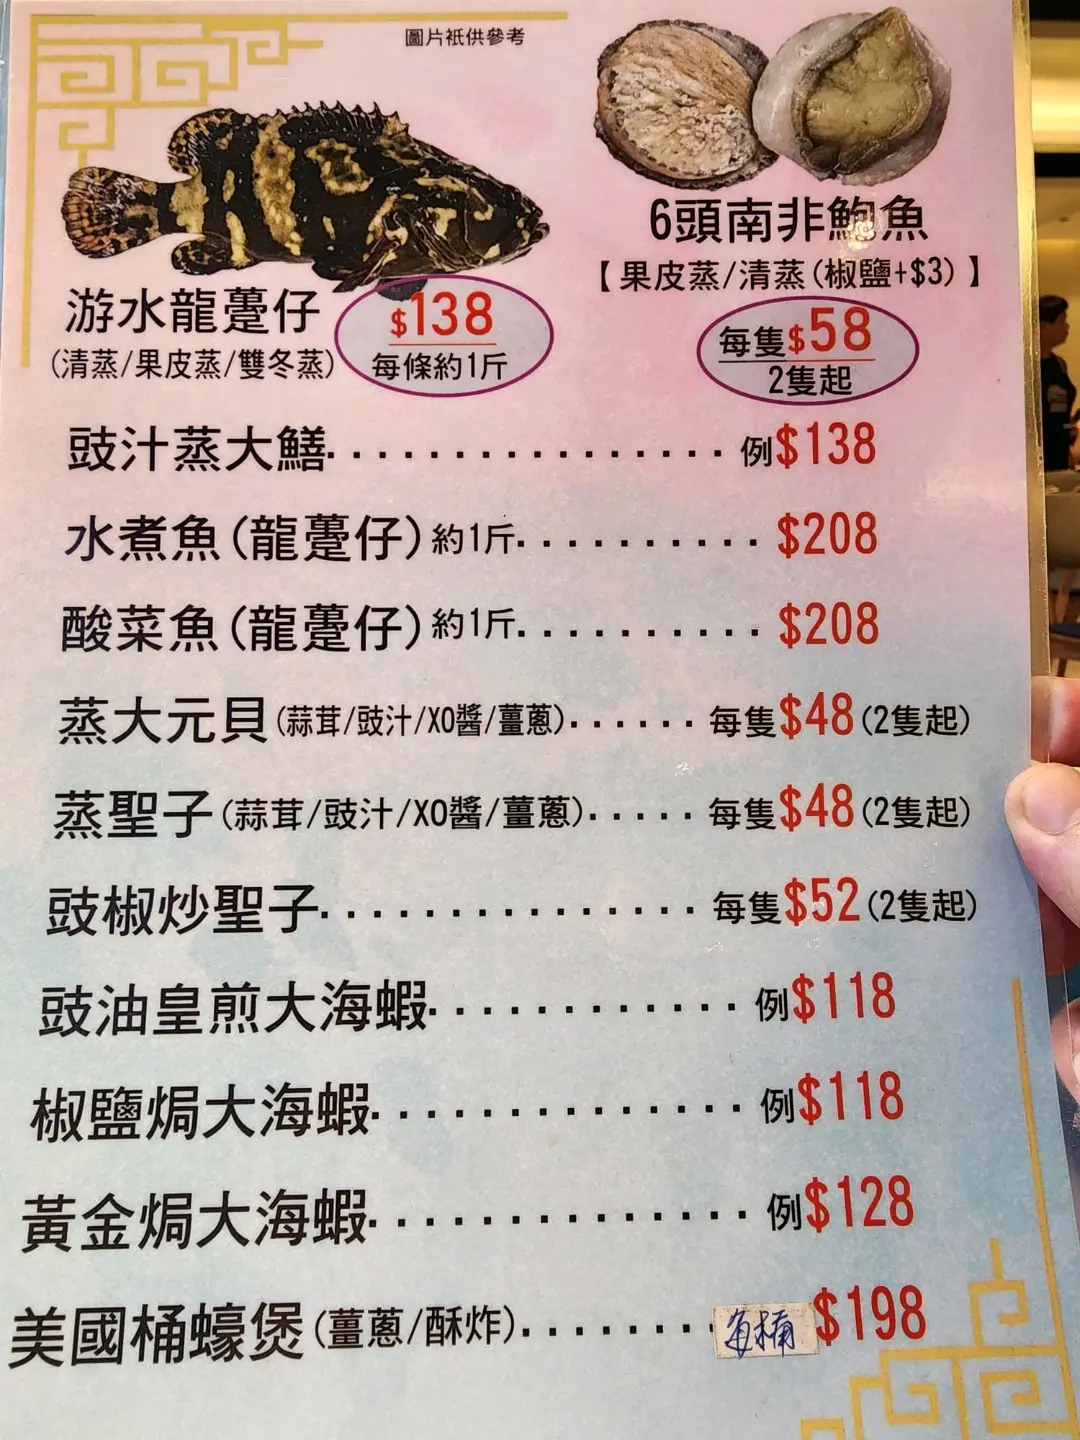 圖片衹供參考
6頭南非鮑魚
【果皮蒸/清蒸(椒鹽+$3)】
每隻$58
2隻起
游水龍躉仔
(清蒸/果皮蒸/雙冬蒸)
$138
每條約1斤
豉汁蒸大鱔 例$138
水煮魚(龍躉仔)約1斤 $208
酸菜魚(龍躉仔)約1斤 $208
蒸大元貝(蒜茸/豉汁/XO醬/薑蔥) 每隻$48(2隻起)
蒸聖子(蒜茸/豉汁/XO醬/薑蔥) 每隻$48(2隻起)
豉椒炒聖子 每隻$52(2隻起)
豉油皇煎大海蝦 例$118
椒鹽焗大海蝦 例$118
黃金焗大海蝦 例$128
美國桶蠔煲(薑蔥/酥炸) 每桶 $198